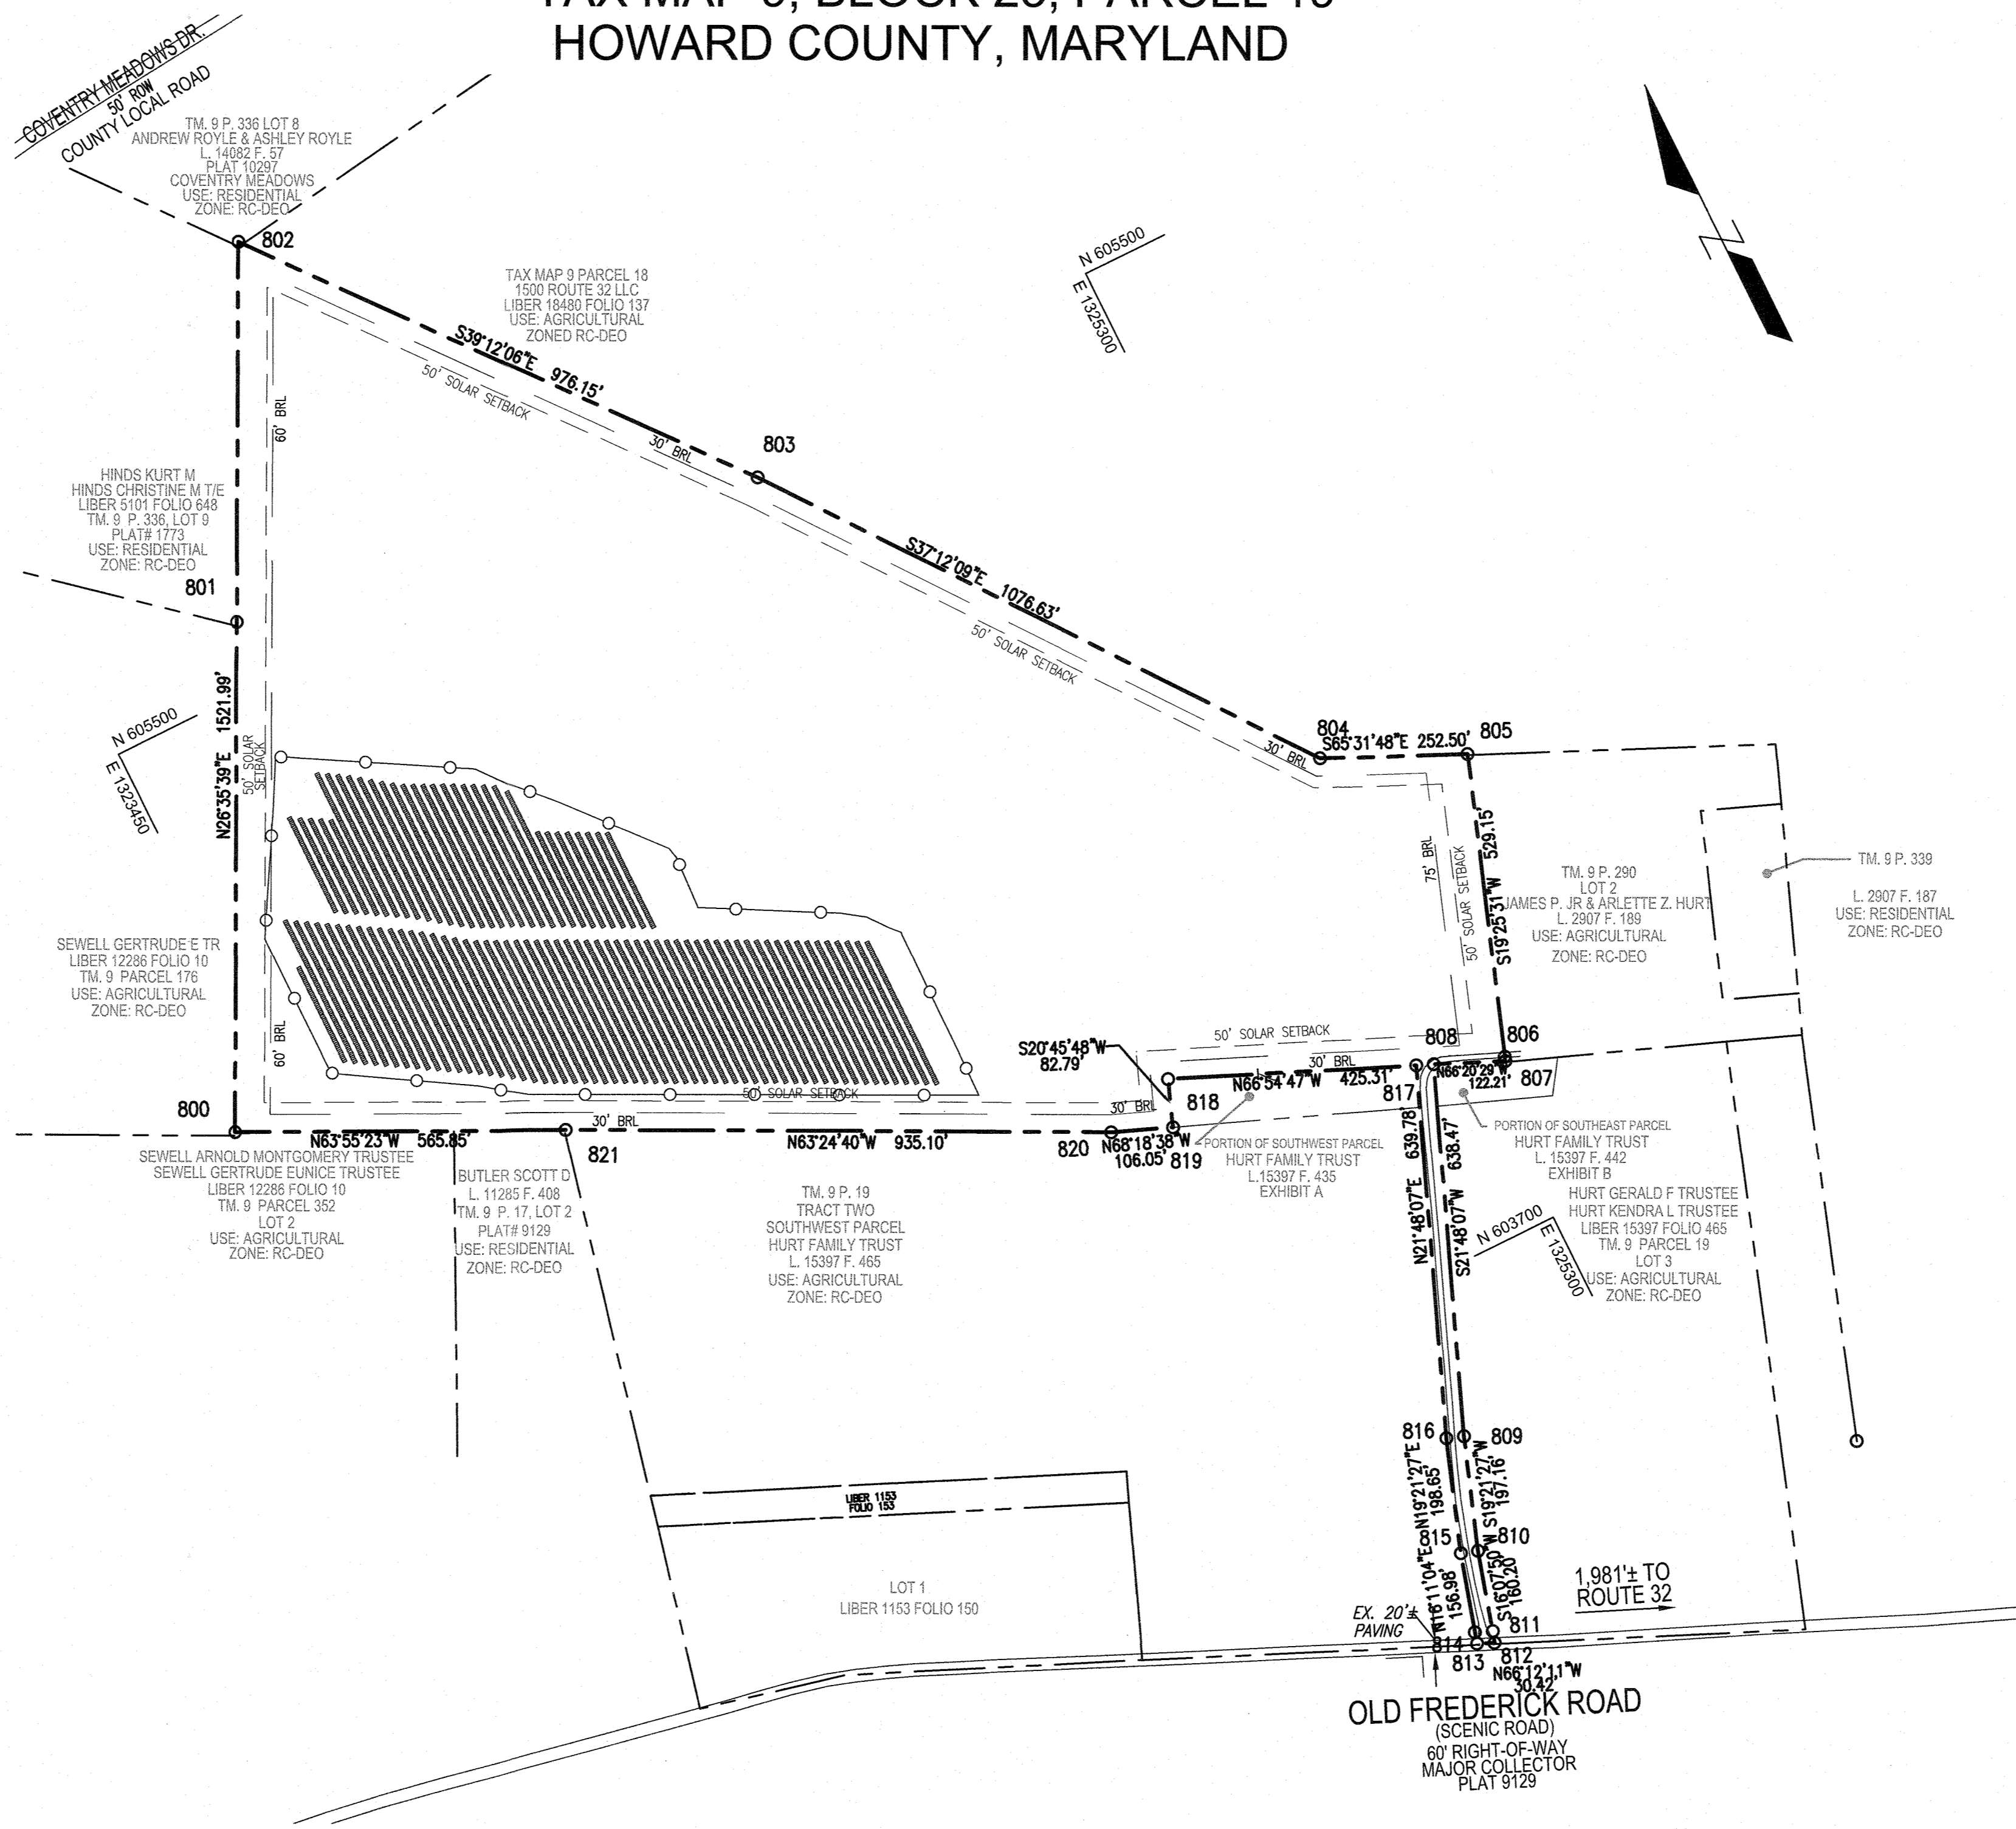 HOWARD COUNTY, MARYLAND
COVENTRY MEADOWS DR.
50' ROW
COUNTY LOCAL ROAD
TM. 9 P. 336 LOT 8
ANDREW ROYLE & ASHLEY ROYLE
L. 14082 F. 57
PLAT 10297
COVENTRY MEADOWS
USE: RESIDENTIAL
ZONE: RC-DEO
802
TAX MAP 9 PARCEL 18
1500 ROUTE 32 LLC
LIBER 18480 FOLIO 137
USE: AGRICULTURAL
ZONED RC-DEO
N 605500
E 1325300
S39°12'06"E 976.15'
50' SOLAR SETBACK
30' BRL
60' BRL
803
HINDS KURT M
HINDS CHRISTINE M T/E
LIBER 5101 FOLIO 648
TM. 9 P. 336, LOT 9
PLAT# 1773
USE: RESIDENTIAL
ZONE: RC-DEO
801
S37°12'09"E 1076.63'
50' SOLAR SETBACK
N26°35'39"E 1521.99'
50' SOLAR
SETBACK
N 605500
E 1323450
804
S65°31'48"E 252.50'
805
30' BRL
75' BRL
50' SOLAR SETBACK
S19°25'31"W 529.15'
TM. 9 P. 290
LOT 2
JAMES P. JR & ARLETTE Z. HURT
L. 2907 F. 189
USE: AGRICULTURAL
ZONE: RC-DEO
TM. 9 P. 339
L. 2907 F. 187
USE: RESIDENTIAL
ZONE: RC-DEO
SEWELL GERTRUDE E TR
LIBER 12286 FOLIO 10
TM. 9 PARCEL 176
USE: AGRICULTURAL
ZONE: RC-DEO
60' BRL
50' SOLAR SETBACK
S20°45'48"W
82.79'
50' SOLAR SETBACK
30' BRL
808
806
N66°20'29"W
122.21'
807
N66°54'47"W 425.31'
817
818
800
N63°55'23"W 565.85'
30' BRL
821
N63°24'40"W 935.10'
30' BRL
820
N68°18'38"W
106.05'
819
PORTION OF SOUTHWEST PARCEL
HURT FAMILY TRUST
L.15397 F. 435
EXHIBIT A
PORTION OF SOUTHEAST PARCEL
HURT FAMILY TRUST
L. 15397 F. 442
EXHIBIT B
SEWELL ARNOLD MONTGOMERY TRUSTEE
SEWELL GERTRUDE EUNICE TRUSTEE
LIBER 12286 FOLIO 10
TM. 9 PARCEL 352
LOT 2
USE: AGRICULTURAL
ZONE: RC-DEO
BUTLER SCOTT D
L. 11285 F. 408
TM. 9 P. 17, LOT 2
PLAT# 9129
USE: RESIDENTIAL
ZONE: RC-DEO
TM. 9 P. 19
TRACT TWO
SOUTHWEST PARCEL
HURT FAMILY TRUST
L. 15397 F. 465
USE: AGRICULTURAL
ZONE: RC-DEO
N21°48'07"E 639.78'
S21°48'07"W 638.47'
HURT GERALD F TRUSTEE
HURT KENDRA L TRUSTEE
LIBER 15397 FOLIO 465
TM. 9 PARCEL 19
LOT 3
USE: AGRICULTURAL
ZONE: RC-DEO
N 603700
E 1325300
816
809
N19°21'27"E
198.65'
S19°21'27"W
197.16'
815
810
N16°11'04"E
156.98'
S16°07'50"W
160.20'
LIBER 1153
FOLIO 153
LOT 1
LIBER 1153 FOLIO 150
EX. 20'±
PAVING
1,981'± TO
ROUTE 32
814
811
813
812
N66°12'11"W
30.42'
OLD FREDERICK ROAD
(SCENIC ROAD)
60' RIGHT-OF-WAY
MAJOR COLLECTOR
PLAT 9129